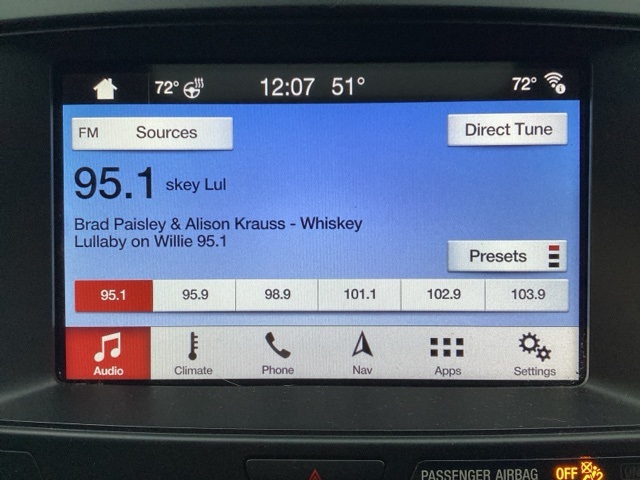 72° 12:07 51° 72°
FM Sources Direct Tune
95.1 skey Lul
Brad Paisley & Alison Krauss - Whiskey
Lullaby on Willie 95.1
Presets
95.1 95.9 98.9 101.1 102.9 103.9
Audio Climate Phone Nav Apps Settings
PASSENGER AIRBAG OFF